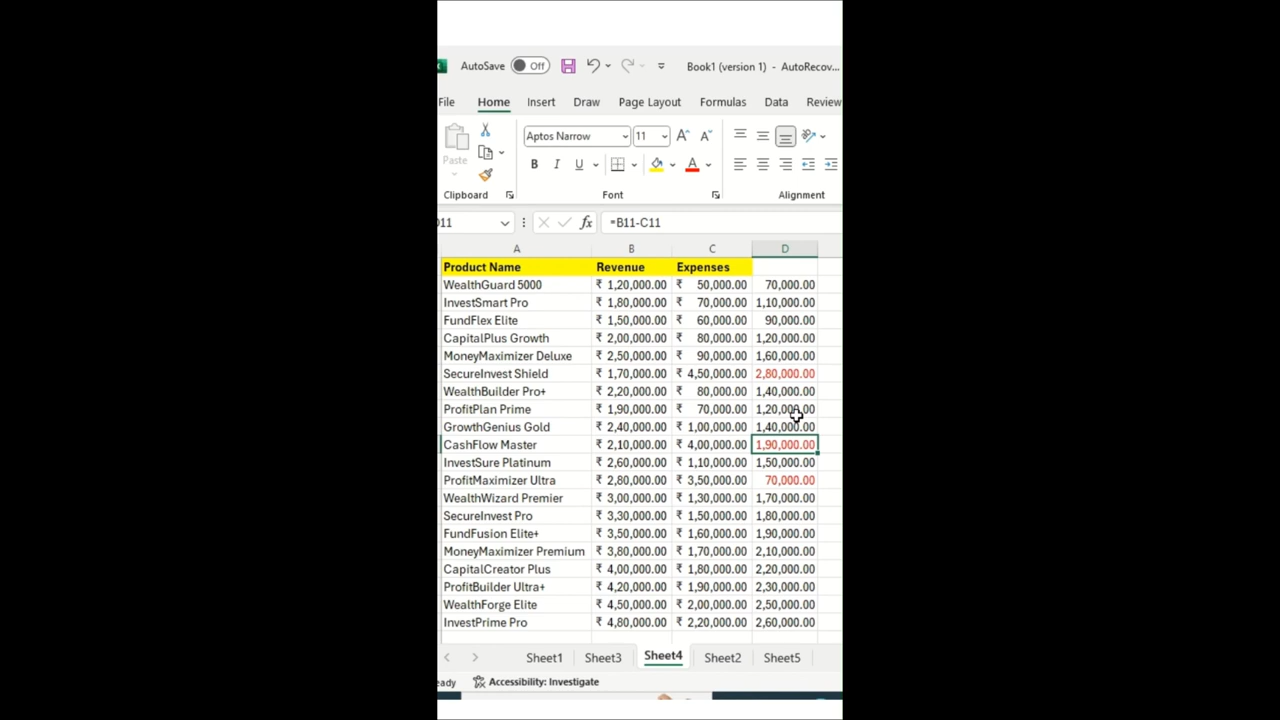 AutoSave Off Book1 (version 1) - AutoRecov...
File Home Insert Draw Page Layout Formulas Data Review
Paste Aptos Narrow 11 A A
B I U A
Clipboard Font Alignment
D11 fx =B11-C11
A B C D
Product Name Revenue Expenses
WealthGuard 5000 ₹ 1,20,000.00 ₹ 50,000.00 70,000.00
InvestSmart Pro ₹ 1,80,000.00 ₹ 70,000.00 1,10,000.00
FundFlex Elite ₹ 1,50,000.00 ₹ 60,000.00 90,000.00
CapitalPlus Growth ₹ 2,00,000.00 ₹ 80,000.00 1,20,000.00
MoneyMaximizer Deluxe ₹ 2,50,000.00 ₹ 90,000.00 1,60,000.00
SecureInvest Shield ₹ 1,70,000.00 ₹ 4,50,000.00 2,80,000.00
WealthBuilder Pro+ ₹ 2,20,000.00 ₹ 80,000.00 1,40,000.00
ProfitPlan Prime ₹ 1,90,000.00 ₹ 70,000.00 1,20,000.00
GrowthGenius Gold ₹ 2,40,000.00 ₹ 1,00,000.00 1,40,000.00
CashFlow Master ₹ 2,10,000.00 ₹ 4,00,000.00 1,90,000.00
InvestSure Platinum ₹ 2,60,000.00 ₹ 1,10,000.00 1,50,000.00
ProfitMaximizer Ultra ₹ 2,80,000.00 ₹ 3,50,000.00 70,000.00
WealthWizard Premier ₹ 3,00,000.00 ₹ 1,30,000.00 1,70,000.00
SecureInvest Pro ₹ 3,30,000.00 ₹ 1,50,000.00 1,80,000.00
FundFusion Elite+ ₹ 3,50,000.00 ₹ 1,60,000.00 1,90,000.00
MoneyMaximizer Premium ₹ 3,80,000.00 ₹ 1,70,000.00 2,10,000.00
CapitalCreator Plus ₹ 4,00,000.00 ₹ 1,80,000.00 2,20,000.00
ProfitBuilder Ultra+ ₹ 4,20,000.00 ₹ 1,90,000.00 2,30,000.00
WealthForge Elite ₹ 4,50,000.00 ₹ 2,00,000.00 2,50,000.00
InvestPrime Pro ₹ 4,80,000.00 ₹ 2,20,000.00 2,60,000.00
Sheet1 Sheet3 Sheet4 Sheet2 Sheet5
eady Accessibility: Investigate